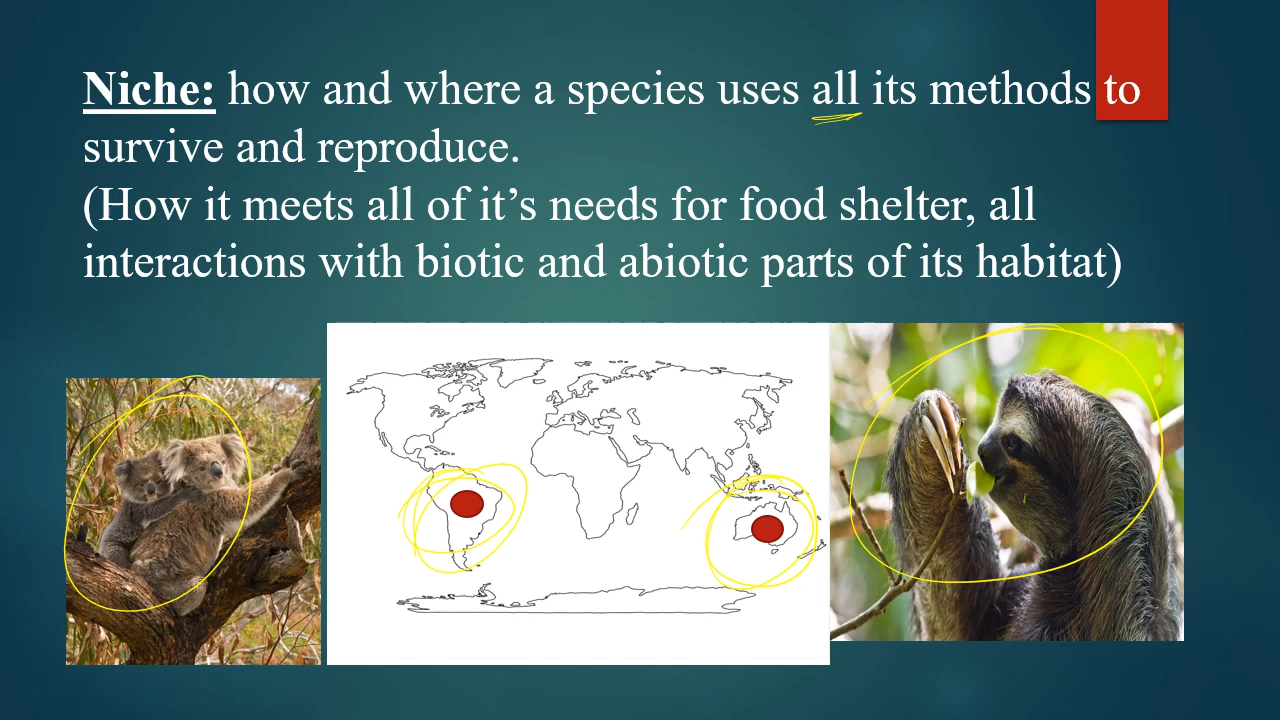 Niche: how and where a species uses all its methods to
survive and reproduce.
(How it meets all of it’s needs for food shelter, all
interactions with biotic and abiotic parts of its habitat)